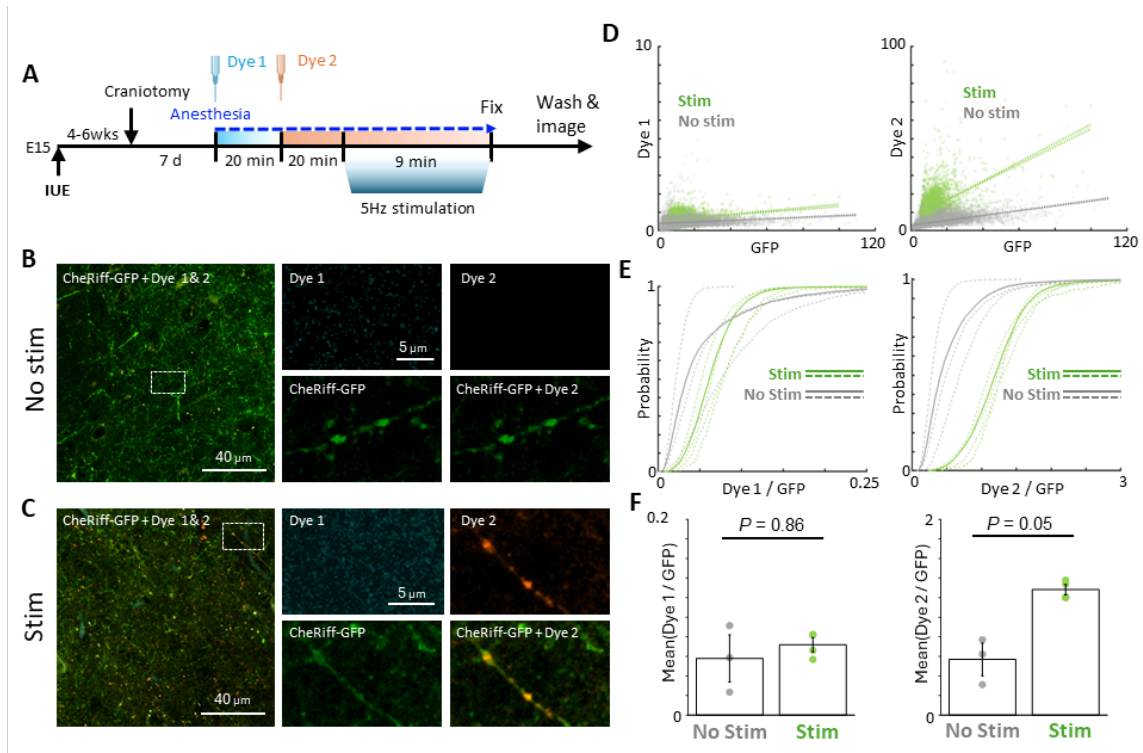 A
Dye 1
Dye 2
Craniotomy
Anesthesia
Fix
Wash &
image
4-6wks
E15
7 d
20 min
20 min
9 min
IUE
5Hz stimulation
B
No stim
CheRiff-GFP + Dye 1& 2
40 µm
Dye 1
5 µm
Dye 2
CheRiff-GFP
CheRiff-GFP + Dye 2
C
Stim
CheRiff-GFP + Dye 1& 2
40 µm
Dye 1
5 µm
Dye 2
CheRiff-GFP
CheRiff-GFP + Dye 2
D
10
Dye 1
Stim
No stim
0
0
GFP
120
100
Dye 2
Stim
No stim
0
0
GFP
120
E
1
Probability
Stim
No Stim
0
0
Dye 1 / GFP
0.25
1
Probability
Stim
No Stim
0
0
Dye 2 / GFP
3
F
0.2
P = 0.86
Mean(Dye 1 / GFP)
0
No Stim
Stim
2
P = 0.05
Mean(Dye 2 / GFP)
0
No Stim
Stim